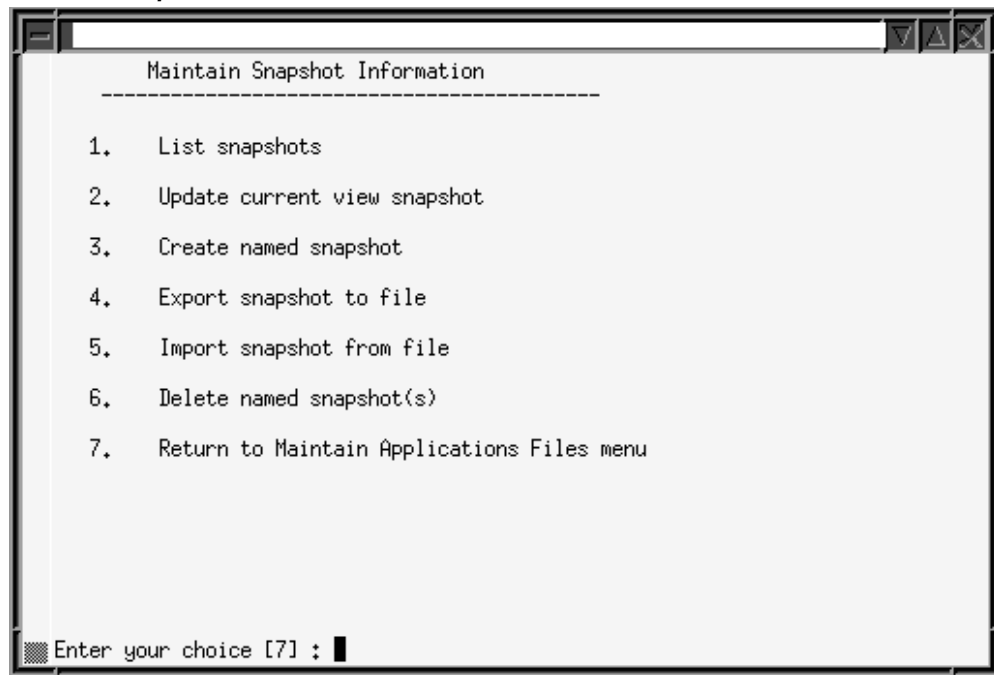 Maintain Snapshot Information
-------------------------------------------
1. List snapshots
2. Update current view snapshot
3. Create named snapshot
4. Export snapshot to file
5. Import snapshot from file
6. Delete named snapshot(s)
7. Return to Maintain Applications Files menu
Enter your choice [7] :